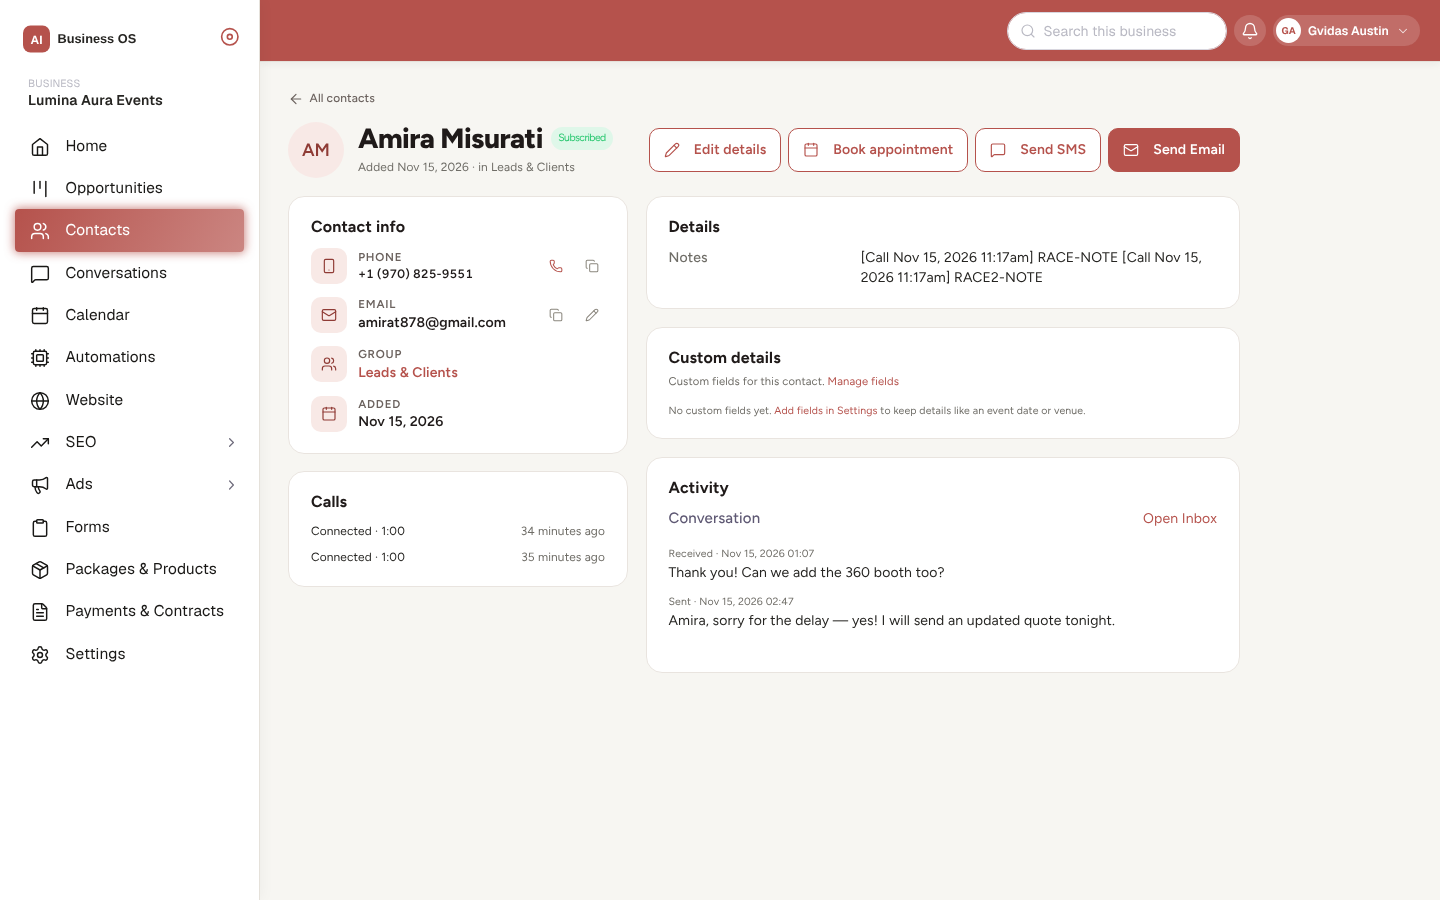 AI Business OS
BUSINESS
Lumina Aura Events
Home
Opportunities
Contacts
Conversations
Calendar
Automations
Website
SEO
Ads
Forms
Packages & Products
Payments & Contracts
Settings
Search this business
GA Gvidas Austin
All contacts
AM
Amira Misurati Subscribed
Added Nov 15, 2026 · in Leads & Clients
Edit details
Book appointment
Send SMS
Send Email
Contact info
PHONE
+1 (970) 825-9551
EMAIL
amirat878@gmail.com
GROUP
Leads & Clients
ADDED
Nov 15, 2026
Calls
Connected · 1:00 34 minutes ago
Connected · 1:00 35 minutes ago
Details
Notes [Call Nov 15, 2026 11:17am] RACE-NOTE [Call Nov 15,
2026 11:17am] RACE2-NOTE
Custom details
Custom fields for this contact. Manage fields
No custom fields yet. Add fields in Settings to keep details like an event date or venue.
Activity
Conversation Open Inbox
Received · Nov 15, 2026 01:07
Thank you! Can we add the 360 booth too?
Sent · Nov 15, 2026 02:47
Amira, sorry for the delay — yes! I will send an updated quote tonight.